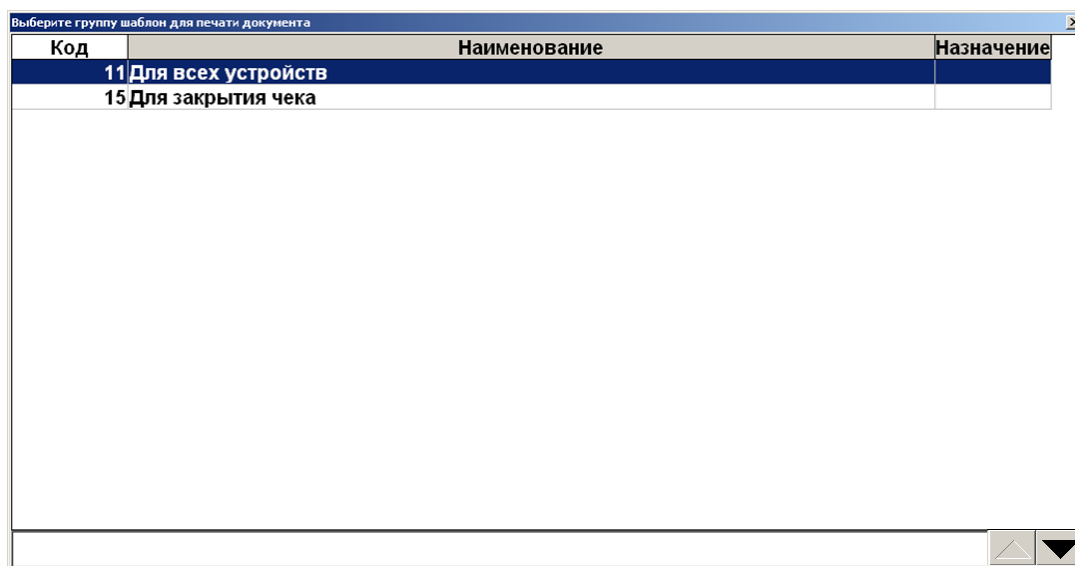 Выберите группу шаблон для печати документа
Код Наименование Назначение
11 Для всех устройств
15 Для закрытия чека